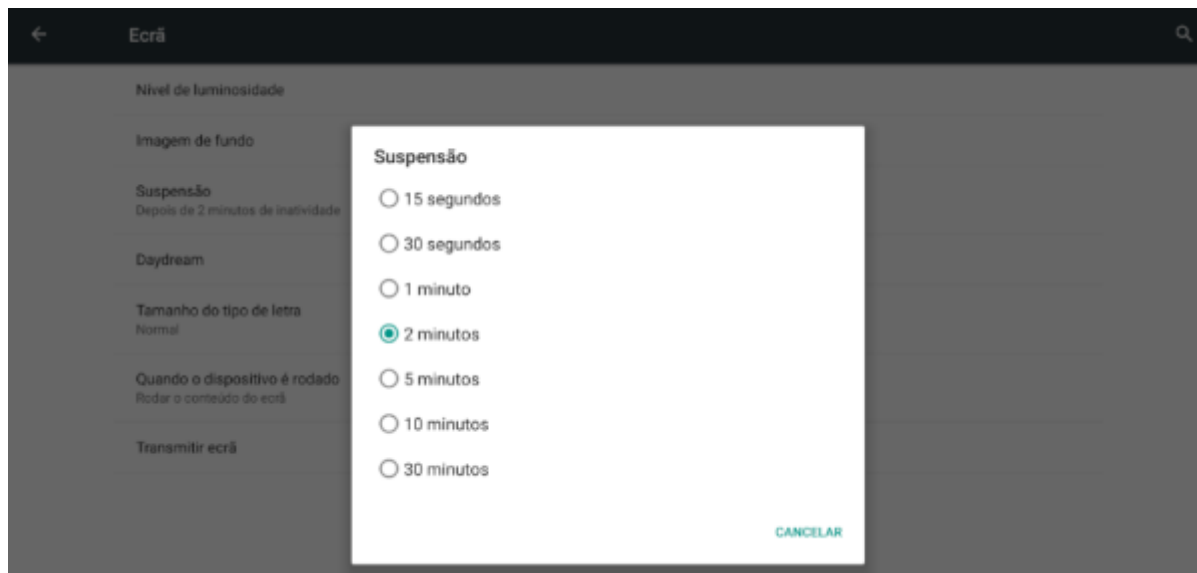 Ecrã
Nível de luminosidade
Imagem de fundo
Suspensão
Depois de 2 minutos de inatividade
Daydream
Tamanho do tipo de letra
Normal
Quando o dispositivo é rodado
Rodar o conteúdo do ecrã
Transmitir ecrã
Suspensão
15 segundos
30 segundos
1 minuto
2 minutos
5 minutos
10 minutos
30 minutos
CANCELAR